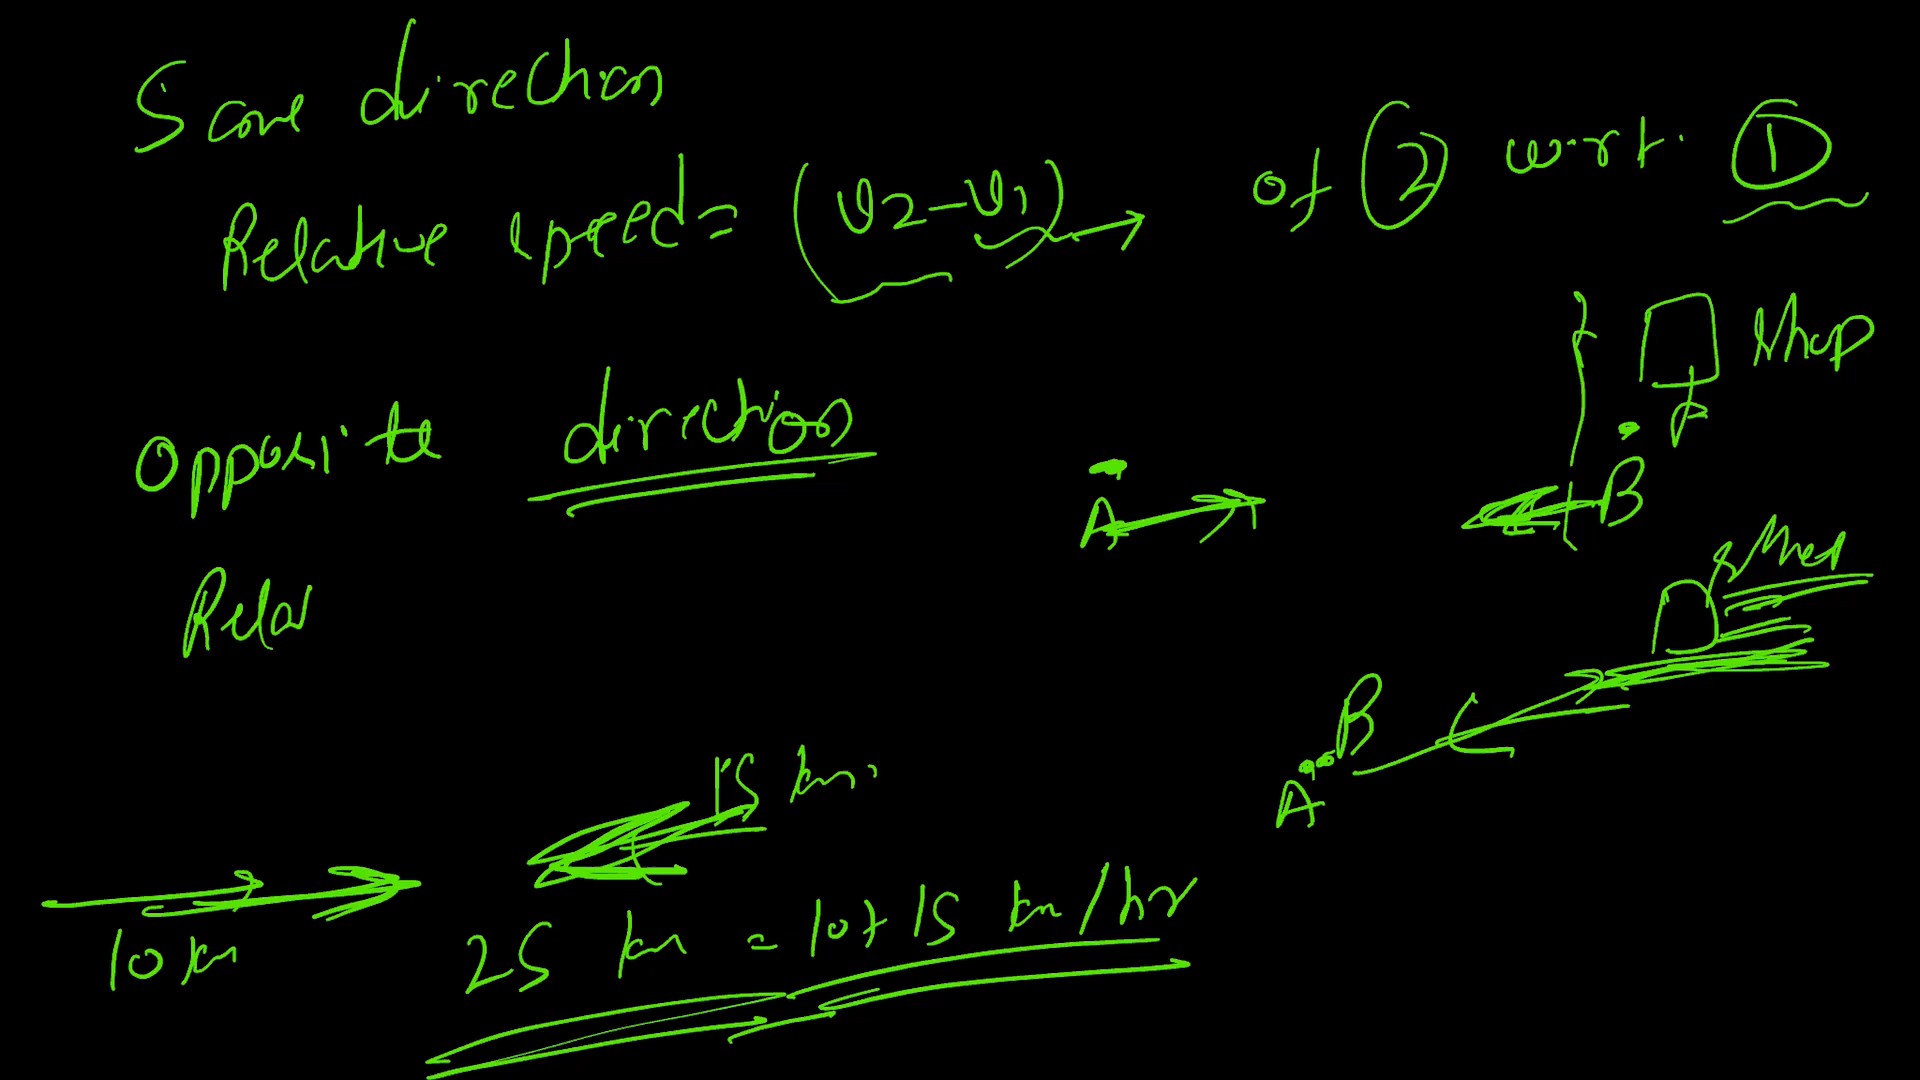 Same direction
Relative speed = (v2-v1) of 2 w.r.t. 1
Shop
Opposite direction
A B
Rela
B
A
15 km
10 km
25 km = 10+15 km/hr